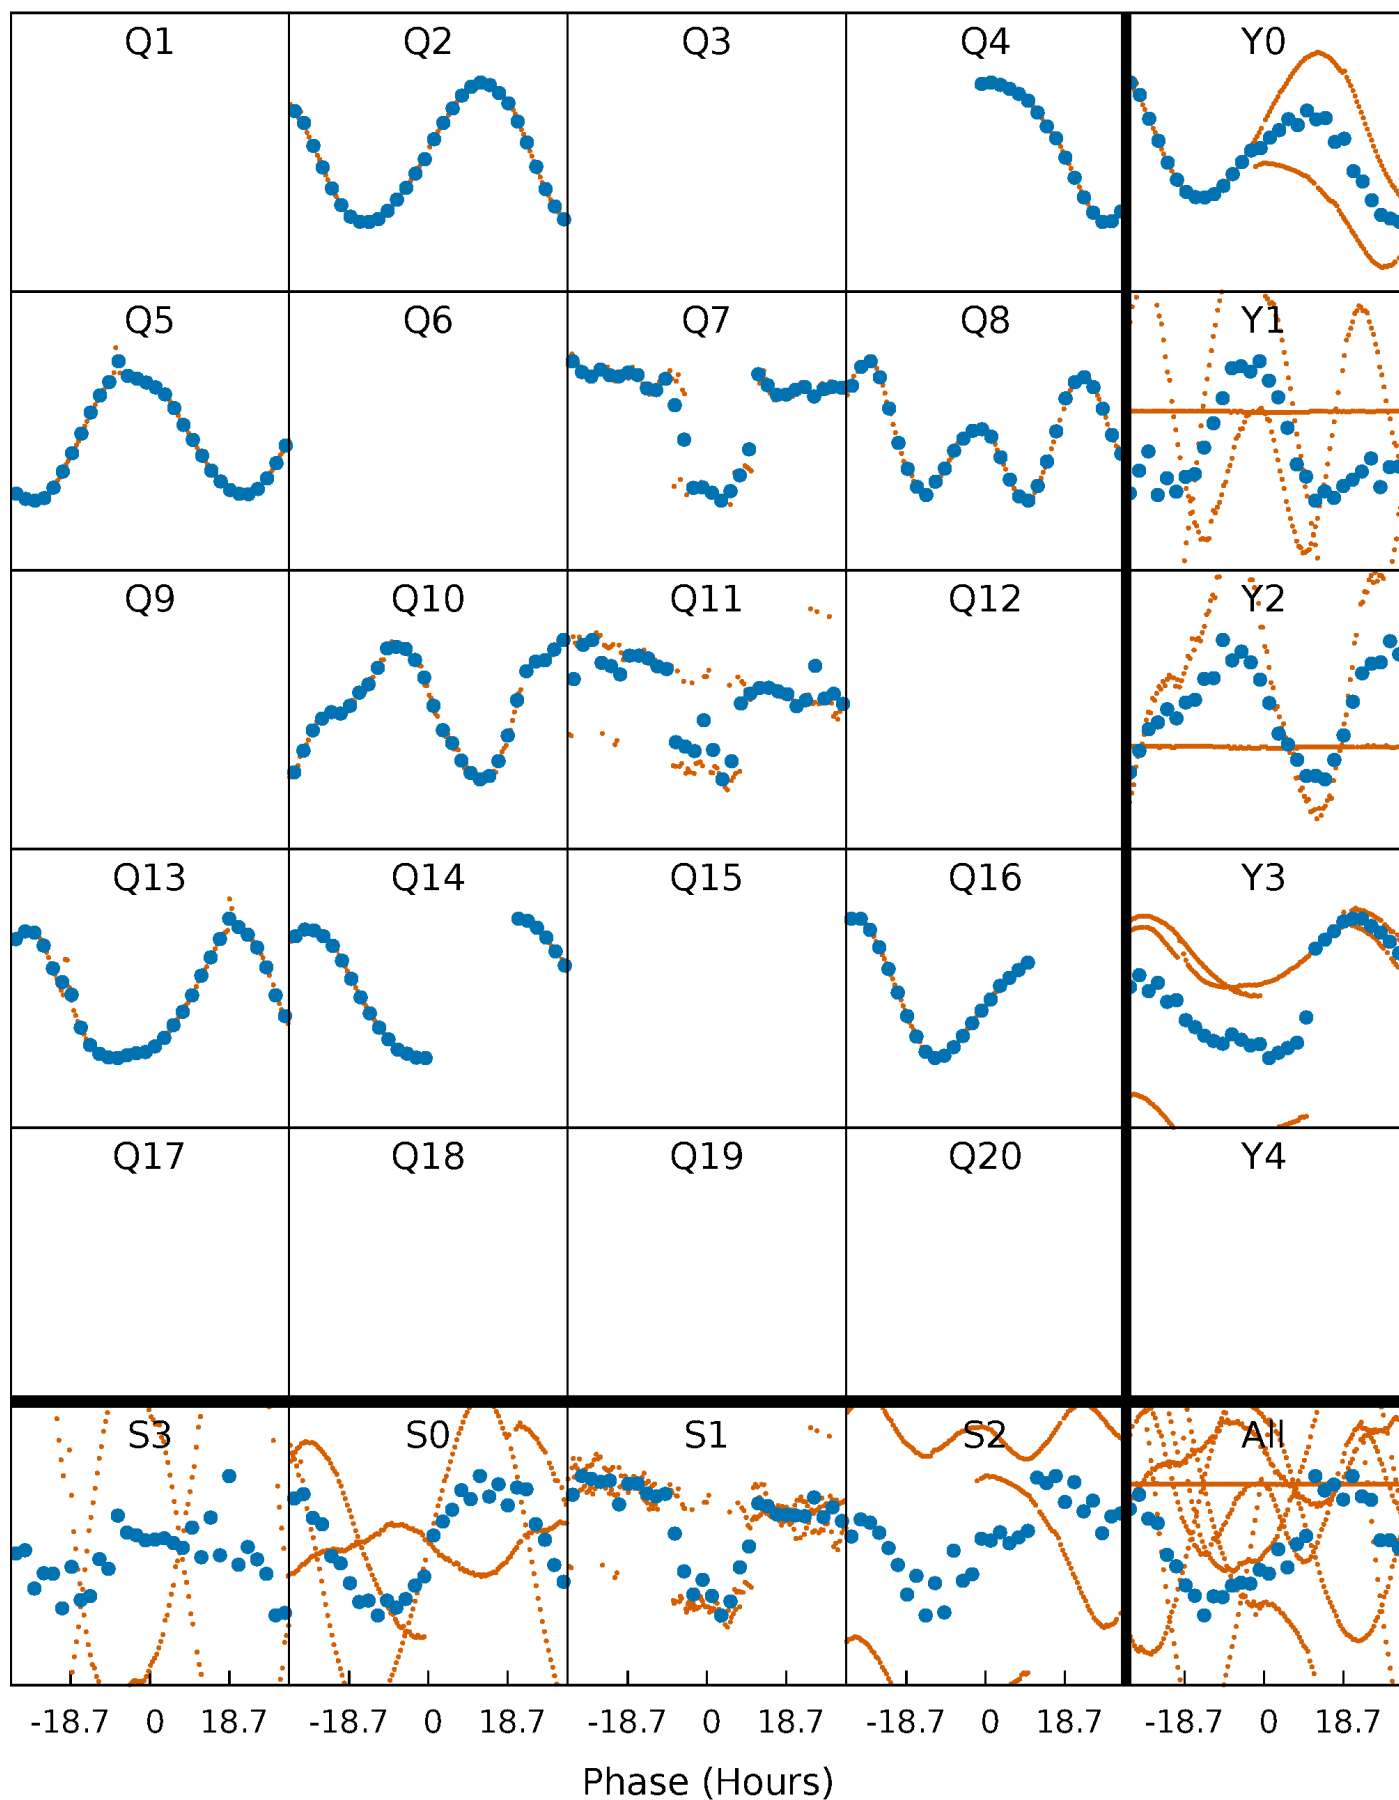 Q1 Q2 Q3 Q4 Y0
Q5 Q6 Q7 Q8 Y1
Q9 Q10 Q11 Q12 Y2
Q13 Q14 Q15 Q16 Y3
Q17 Q18 Q19 Q20 Y4
S3 S0 S1 S2 All
-18.7 0 18.7 -18.7 0 18.7 -18.7 0 18.7 -18.7 0 18.7 -18.7 0 18.7
Phase (Hours)